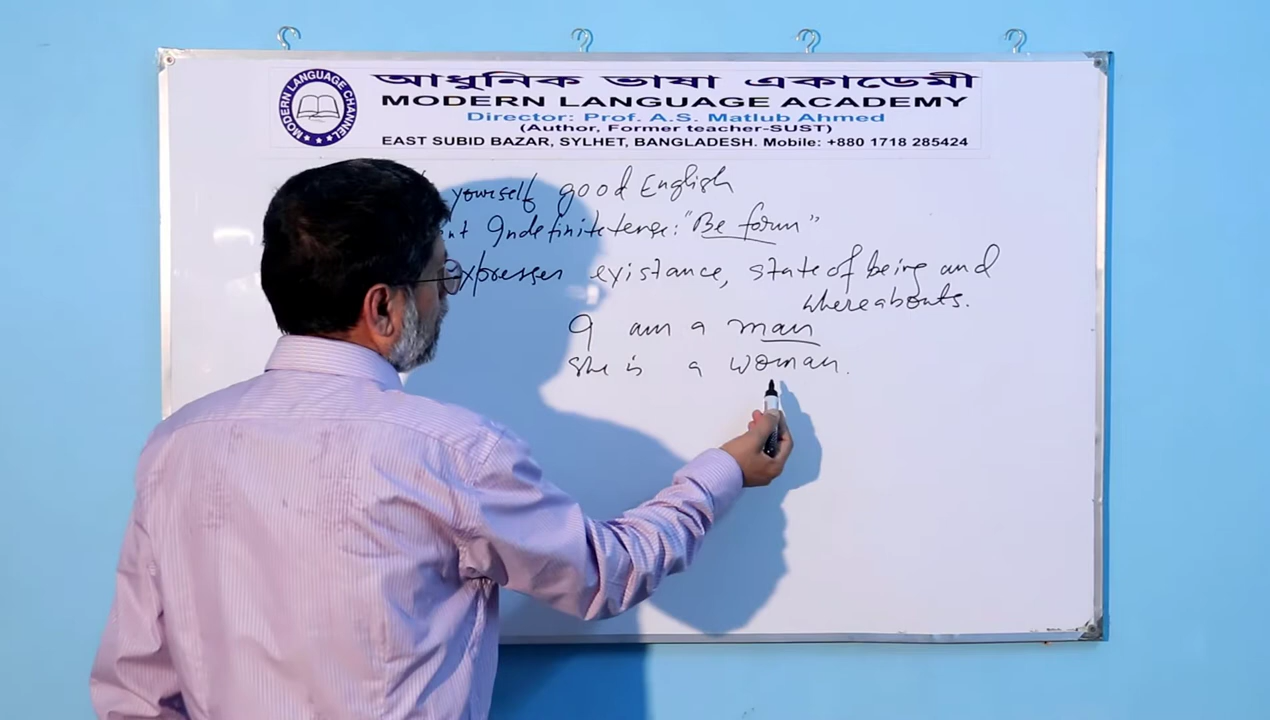 MODERN LANGUAGE CHANNEL
আধুনিক ভাষা একাডেমী
MODERN LANGUAGE ACADEMY
Director: Prof. A.S. Matlub Ahmed
(Author, Former teacher-SUST)
EAST SUBID BAZAR, SYLHET, BANGLADESH. Mobile: +880 1718 285424
yourself good English
Indefinite tense: "Be form"
existance, state of being and
whereabouts.
I am a man
She is a woman.